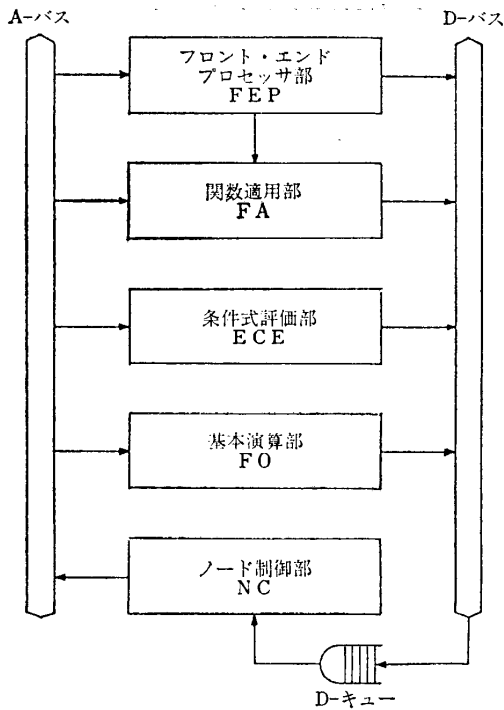 A-バス
D-バス
フロント・エンド
プロセッサ部
FEP
関数適用部
FA
条件式評価部
ECE
基本演算部
FO
ノード制御部
NC
D-キュー